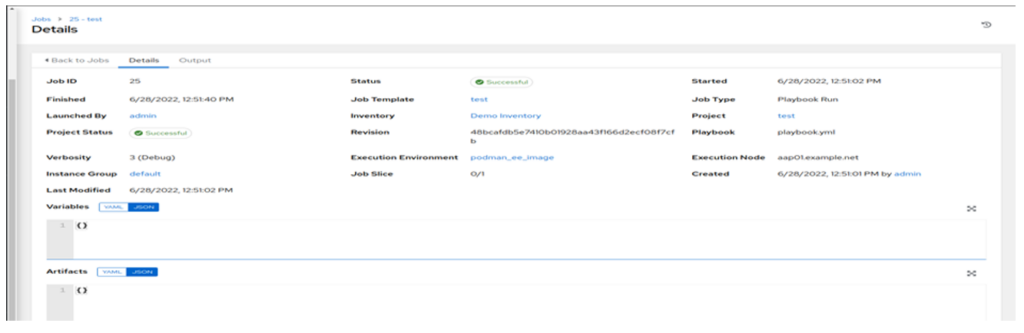 Jobs > 25 - test
Details
Back to Jobs Details Output
Job ID 25 Status Successful Started 6/28/2022, 12:51:02 PM
Finished 6/28/2022, 12:51:40 PM Job Template test Job Type Playbook Run
Launched By admin Inventory Demo Inventory Project test
Project Status Successful Revision 48bcafdb5e7410b01928aa43f166d2ecf08f7cf Playbook playbook.yml
b
Verbosity 3 (Debug) Execution Environment podman_ee_image Execution Node aap01.example.net
Instance Group default Job Slice 0/1 Created 6/28/2022, 12:51:01 PM by admin
Last Modified 6/28/2022, 12:51:02 PM
Variables YAML JSON
1 {}
Artifacts YAML JSON
1 {}